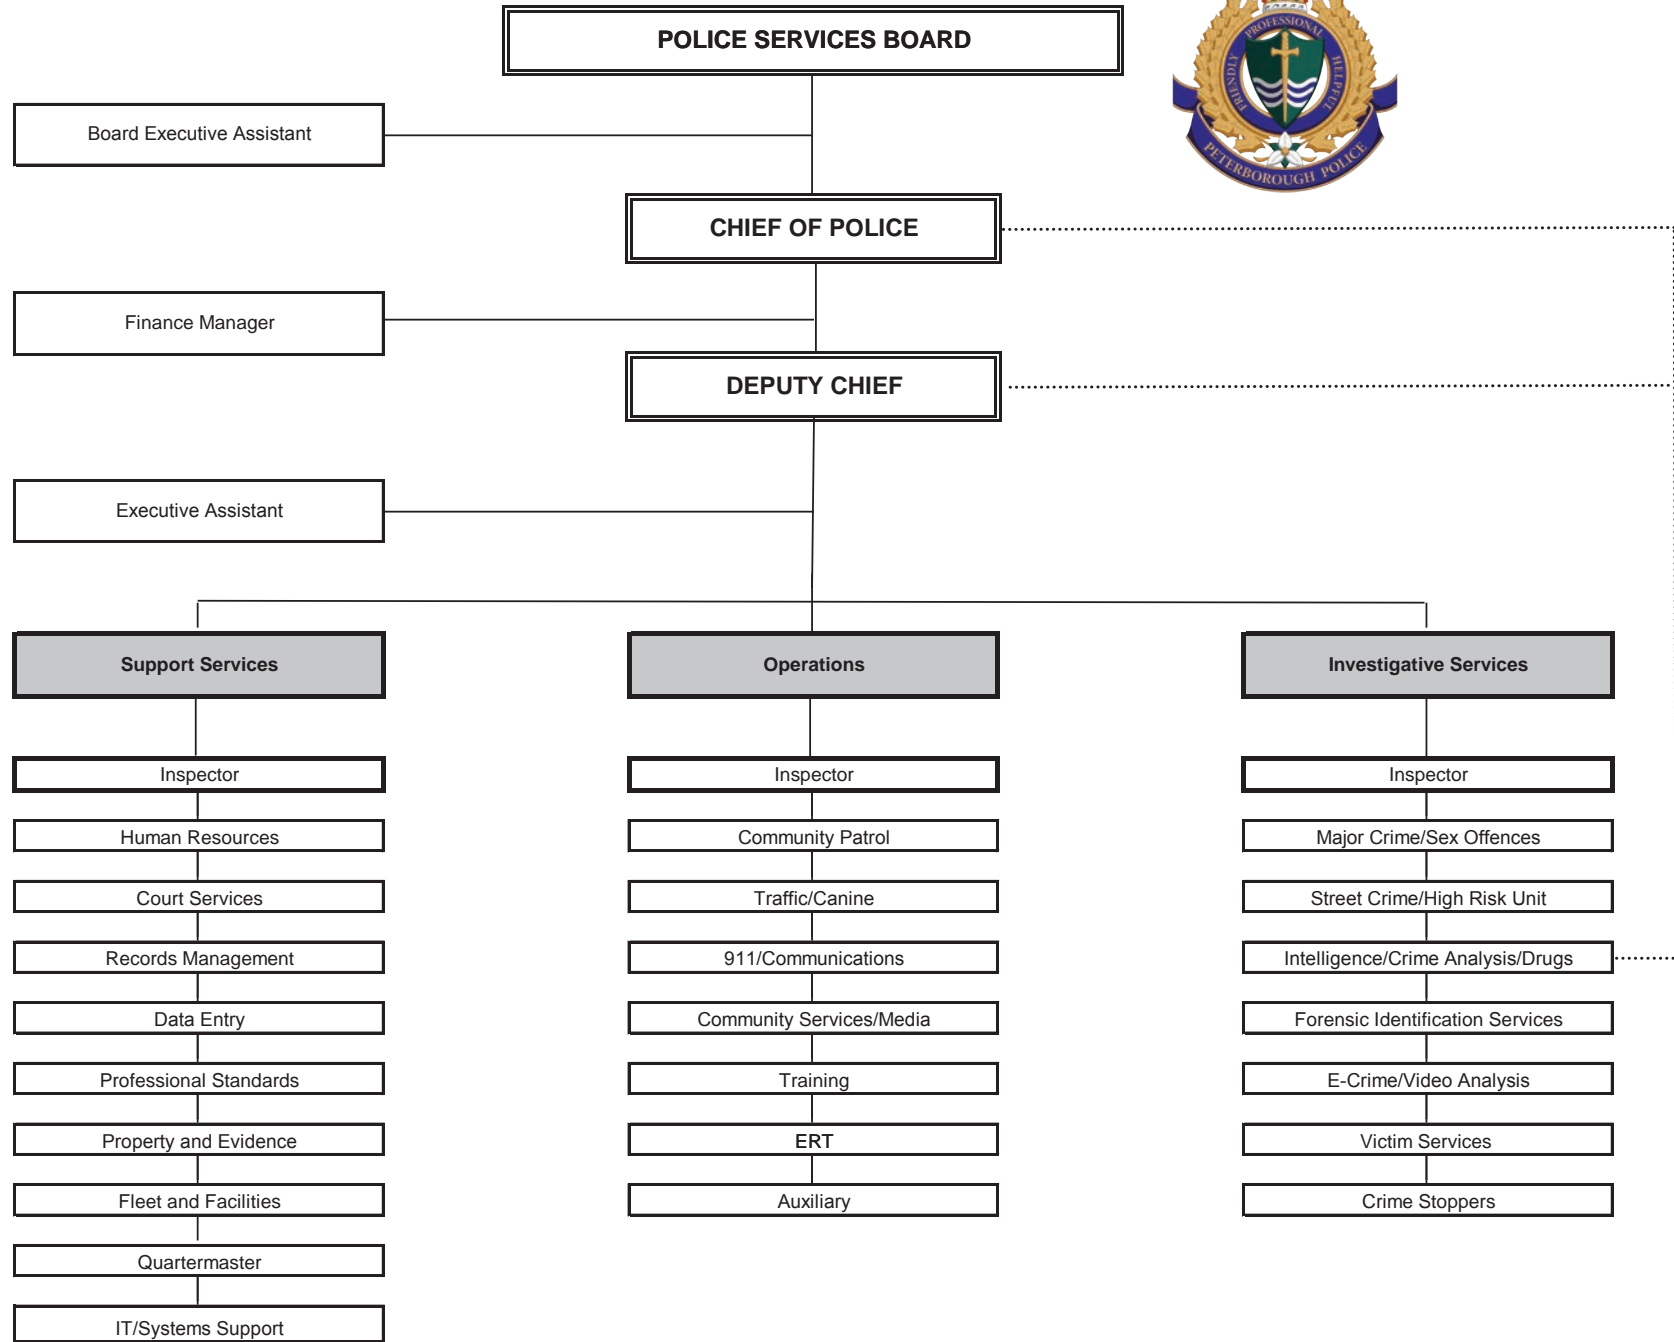 POLICE SERVICES BOARD
PROFESSIONAL
FRIENDLY
HELPFUL
PETERBOROUGH POLICE
Board Executive Assistant
CHIEF OF POLICE
Finance Manager
DEPUTY CHIEF
Executive Assistant
Support Services
Inspector
Human Resources
Court Services
Records Management
Data Entry
Professional Standards
Property and Evidence
Fleet and Facilities
Quartermaster
IT/Systems Support
Operations
Inspector
Community Patrol
Traffic/Canine
911/Communications
Community Services/Media
Training
ERT
Auxiliary
Investigative Services
Inspector
Major Crime/Sex Offences
Street Crime/High Risk Unit
Intelligence/Crime Analysis/Drugs
Forensic Identification Services
E-Crime/Video Analysis
Victim Services
Crime Stoppers